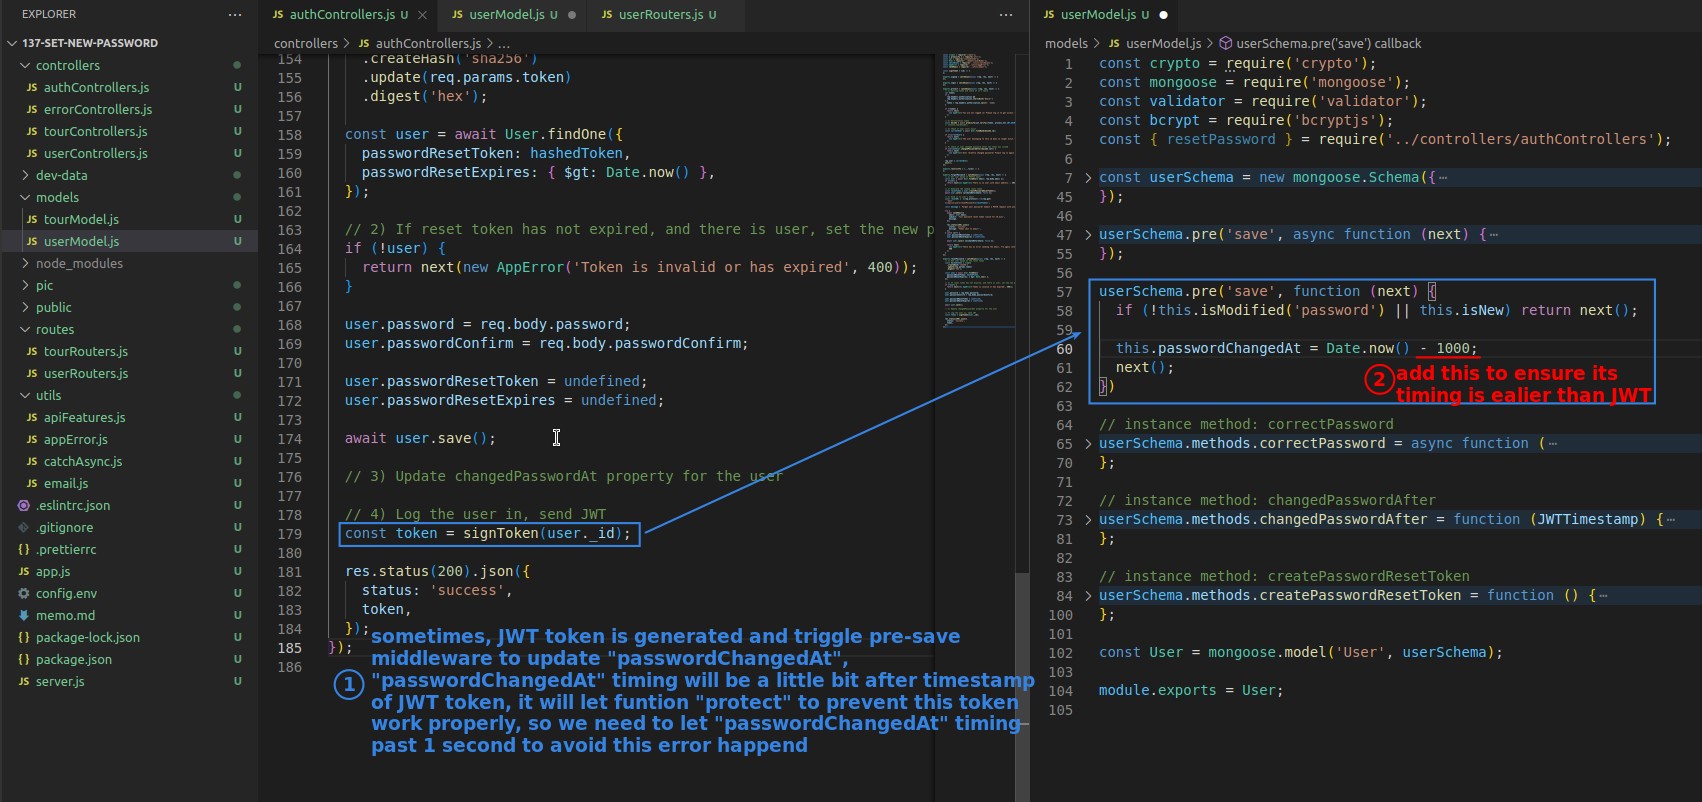 EXPLORER
137-SET-NEW-PASSWORD
controllers
JS authControllers.js U
JS errorControllers.js U
JS tourControllers.js U
JS userControllers.js U
dev-data
models
JS tourModel.js U
JS userModel.js U
node_modules
pic
public
routes
JS tourRouters.js U
JS userRouters.js U
utils
JS apiFeatures.js U
JS appError.js U
JS catchAsync.js U
JS email.js U
.eslintrc.json U
.gitignore U
.prettierrc U
JS app.js U
config.env U
memo.md U
package-lock.json U
package.json U
JS server.js U
JS authControllers.js U
JS userModel.js U
JS userRouters.js U
controllers > JS authControllers.js > ...
154 .createHash('sha256')
155 .update(req.params.token)
156 .digest('hex');
157
158 const user = await User.findOne({
159 passwordResetToken: hashedToken,
160 passwordResetExpires: { $gt: Date.now() },
161 });
162
163 // 2) If reset token has not expired, and there is user, set the new p
164 if (!user) {
165 return next(new AppError('Token is invalid or has expired', 400));
166 }
167
168 user.password = req.body.password;
169 user.passwordConfirm = req.body.passwordConfirm;
170
171 user.passwordResetToken = undefined;
172 user.passwordResetExpires = undefined;
173
174 await user.save();
175
176 // 3) Update changedPasswordAt property for the user
177
178 // 4) Log the user in, send JWT
179 const token = signToken(user._id);
180
181 res.status(200).json({
182 status: 'success',
183 token,
184 });
185 });
186
1
sometimes, JWT token is generated and triggle pre-save
middleware to update "passwordChangedAt",
"passwordChangedAt" timing will be a little bit after timestamp
of JWT token, it will let funtion "protect" to prevent this token
work properly, so we need to let "passwordChangedAt" timing
past 1 second to avoid this error happend
JS userModel.js U
models > JS userModel.js > userSchema.pre('save') callback
1 const crypto = require('crypto');
2 const mongoose = require('mongoose');
3 const validator = require('validator');
4 const bcrypt = require('bcryptjs');
5 const { resetPassword } = require('../controllers/authControllers');
6
7 const userSchema = new mongoose.Schema({⋯
45 });
46
47 userSchema.pre('save', async function (next) {⋯
55 });
56
57 userSchema.pre('save', function (next) {
58 if (!this.isModified('password') || this.isNew) return next();
59
60 this.passwordChangedAt = Date.now() - 1000;
61 next();
62 })
2 add this to ensure its
timing is ealier than JWT
63
64 // instance method: correctPassword
65 userSchema.methods.correctPassword = async function (⋯
70 };
71
72 // instance method: changedPasswordAfter
73 userSchema.methods.changedPasswordAfter = function (JWTTimestamp) {⋯
81 };
82
83 // instance method: createPasswordResetToken
84 userSchema.methods.createPasswordResetToken = function () {⋯
100 };
101
102 const User = mongoose.model('User', userSchema);
103
104 module.exports = User;
105